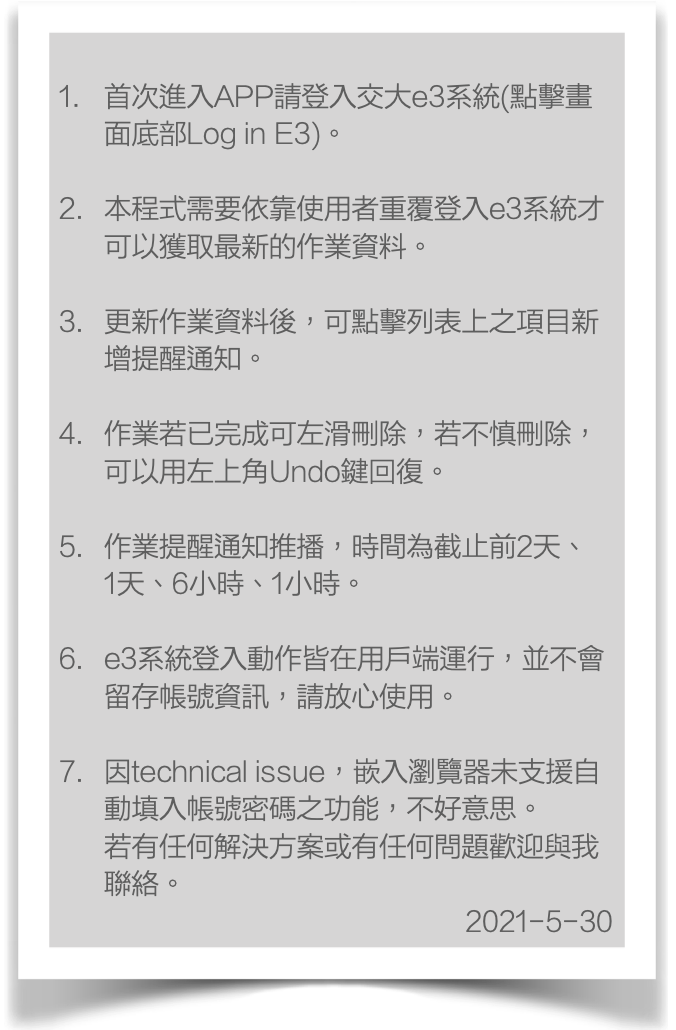 1. 首次進入APP請登入交大e3系統(點擊畫
面底部Log in E3)。
2. 本程式需要依靠使用者重覆登入e3系統才
可以獲取最新的作業資料。
3. 更新作業資料後，可點擊列表上之項目新
增提醒通知。
4. 作業若已完成可左滑刪除，若不慎刪除，
可以用左上角Undo鍵回復。
5. 作業提醒通知推播，時間為截止前2天、
1天、6小時、1小時。
6. e3系統登入動作皆在用戶端運行，並不會
留存帳號資訊，請放心使用。
7. 因technical issue，嵌入瀏覽器未支援自
動填入帳號密碼之功能，不好意思。
若有任何解決方案或有任何問題歡迎與我
聯絡。
2021-5-30